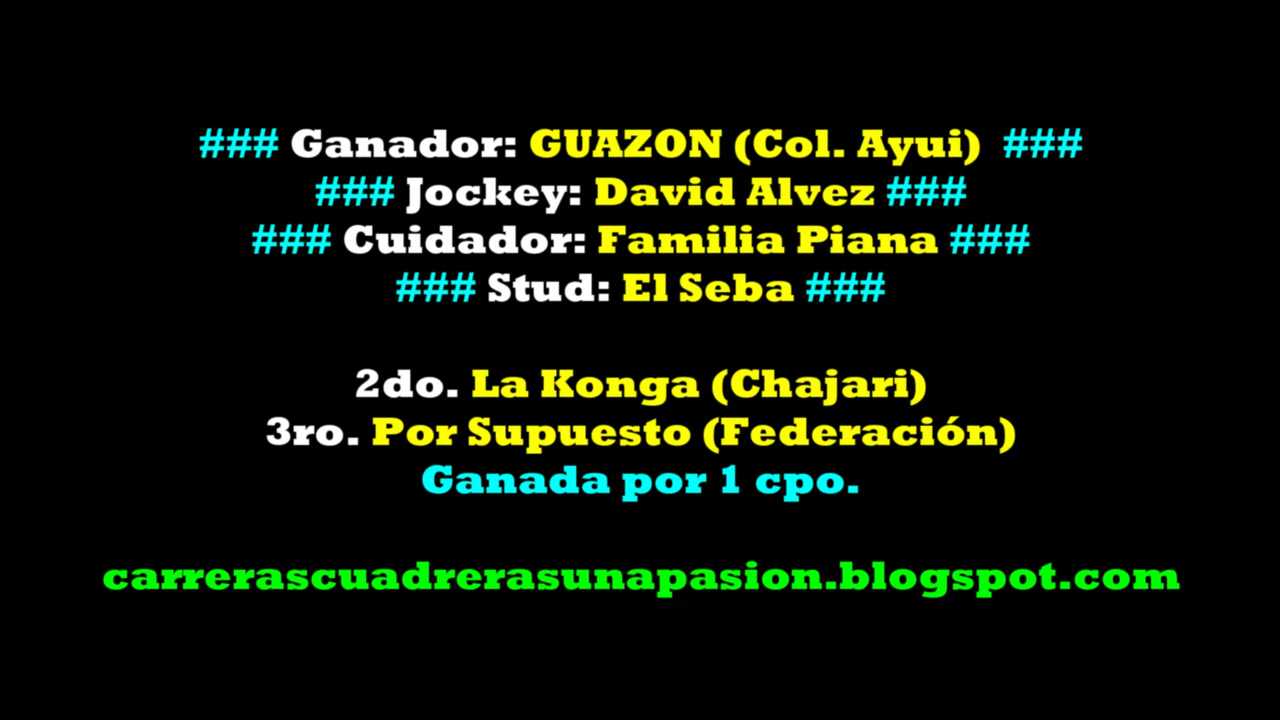 ### Ganador: GUAZON (Col. Ayui) ###
### Jockey: David Alvez ###
### Cuidador: Familia Piana ###
### Stud: El Seba ###
2do. La Konga (Chajari)
3ro. Por Supuesto (Federación)
Ganada por 1 cpo.
carrerascuadrerasunapasion.blogspot.com